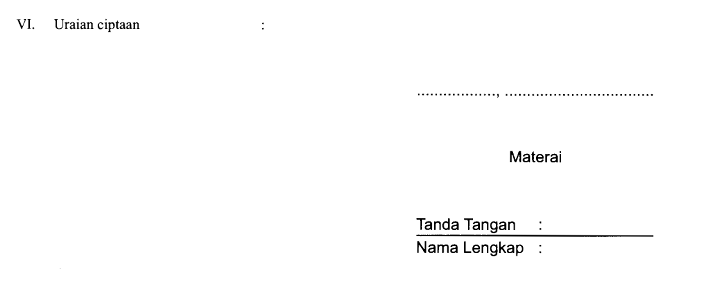 VI. Uraian ciptaan :
.................., ..................................
Materai
Tanda Tangan :
Nama Lengkap :